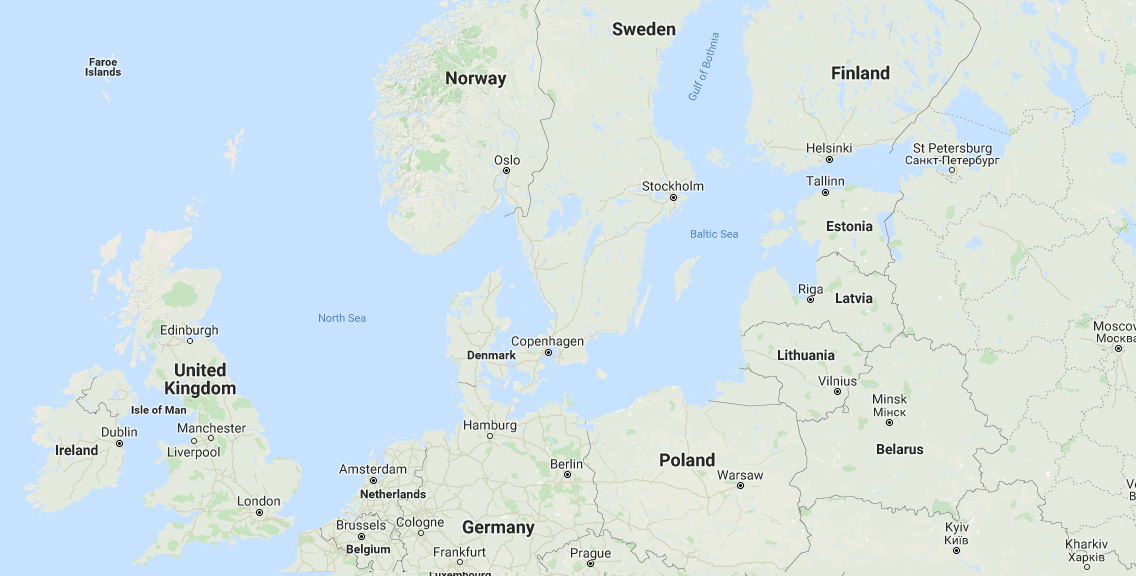 Sweden
Gulf of Bothnia
Faroe
Islands
Norway
Finland
Helsinki
St Petersburg
Санкт-Петербург
Oslo
Tallinn
Stockholm
Estonia
Baltic Sea
Riga
Latvia
North Sea
Edinburgh
Moscow
Москва
Copenhagen
Denmark
Lithuania
United
Kingdom
Vilnius
Isle of Man
Minsk
Мінск
Dublin
Manchester
Hamburg
Ireland
Liverpool
Belarus
Poland
Berlin
Amsterdam
Warsaw
Netherlands
London
Brussels
Cologne
Germany
Kyiv
Київ
Belgium
Frankfurt
Prague
Kharkiv
Харків
Luxembourg